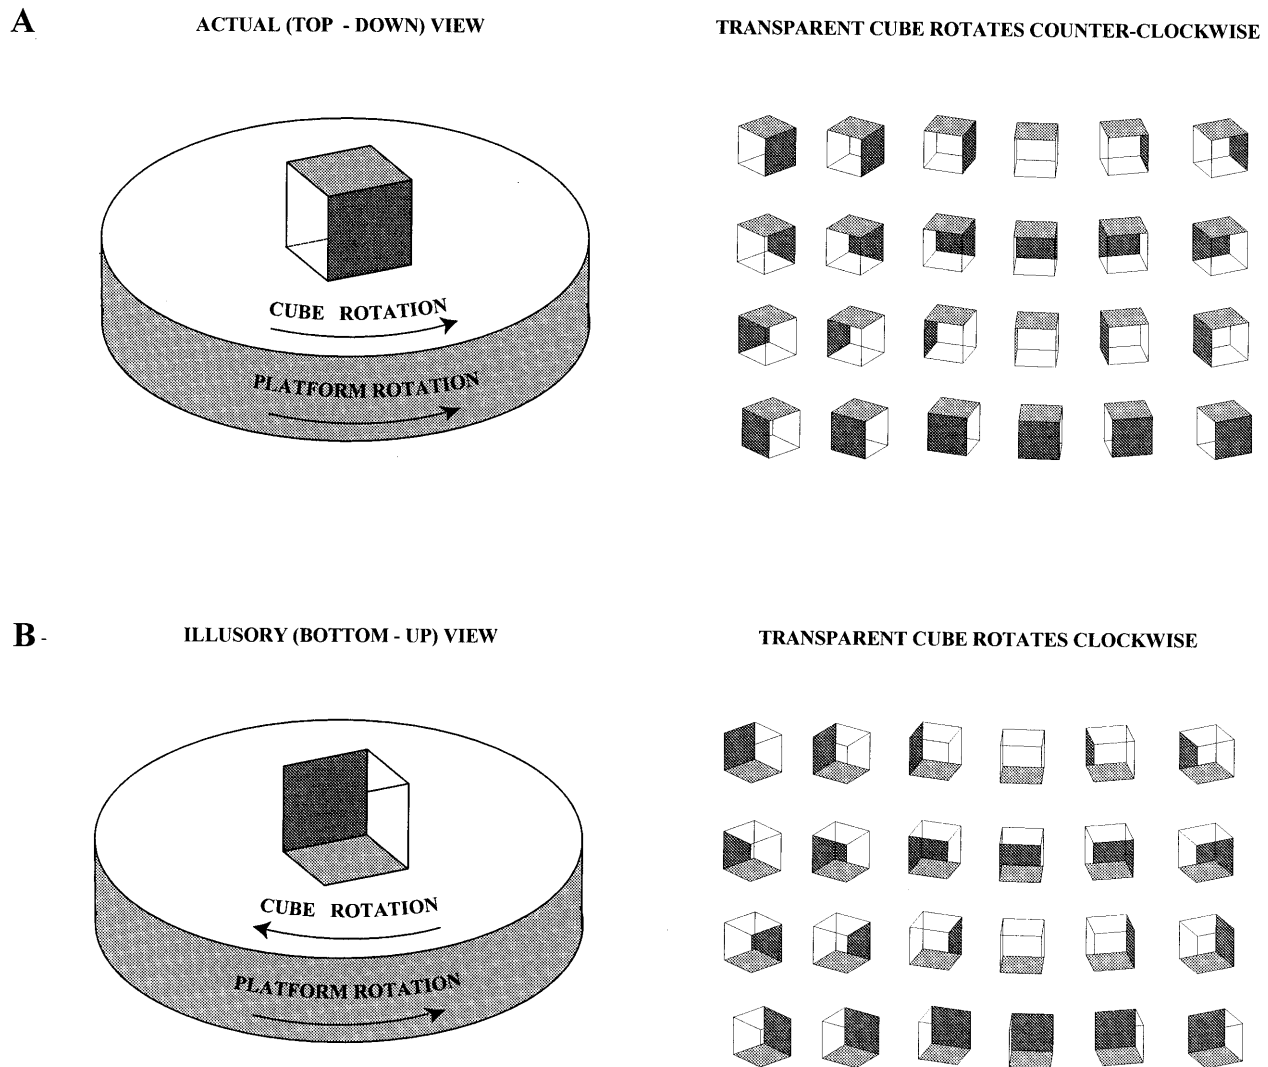 A
ACTUAL (TOP - DOWN) VIEW
TRANSPARENT CUBE ROTATES COUNTER-CLOCKWISE
CUBE ROTATION
PLATFORM ROTATION
B -
ILLUSORY (BOTTOM - UP) VIEW
TRANSPARENT CUBE ROTATES CLOCKWISE
CUBE ROTATION
PLATFORM ROTATION